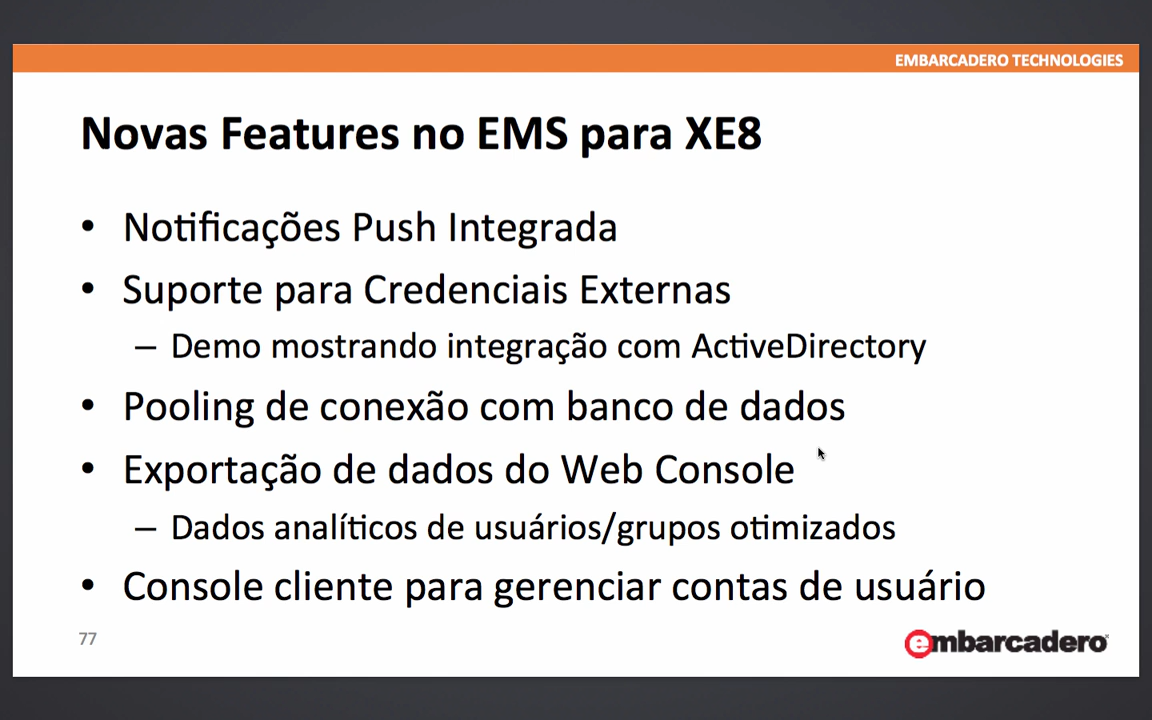 EMBARCADERO TECHNOLOGIES
Novas Features no EMS para XE8
• Notificações Push Integrada
• Suporte para Credenciais Externas
– Demo mostrando integração com ActiveDirectory
• Pooling de conexão com banco de dados
• Exportação de dados do Web Console
– Dados analíticos de usuários/grupos otimizados
• Console cliente para gerenciar contas de usuário
77
embarcadero®